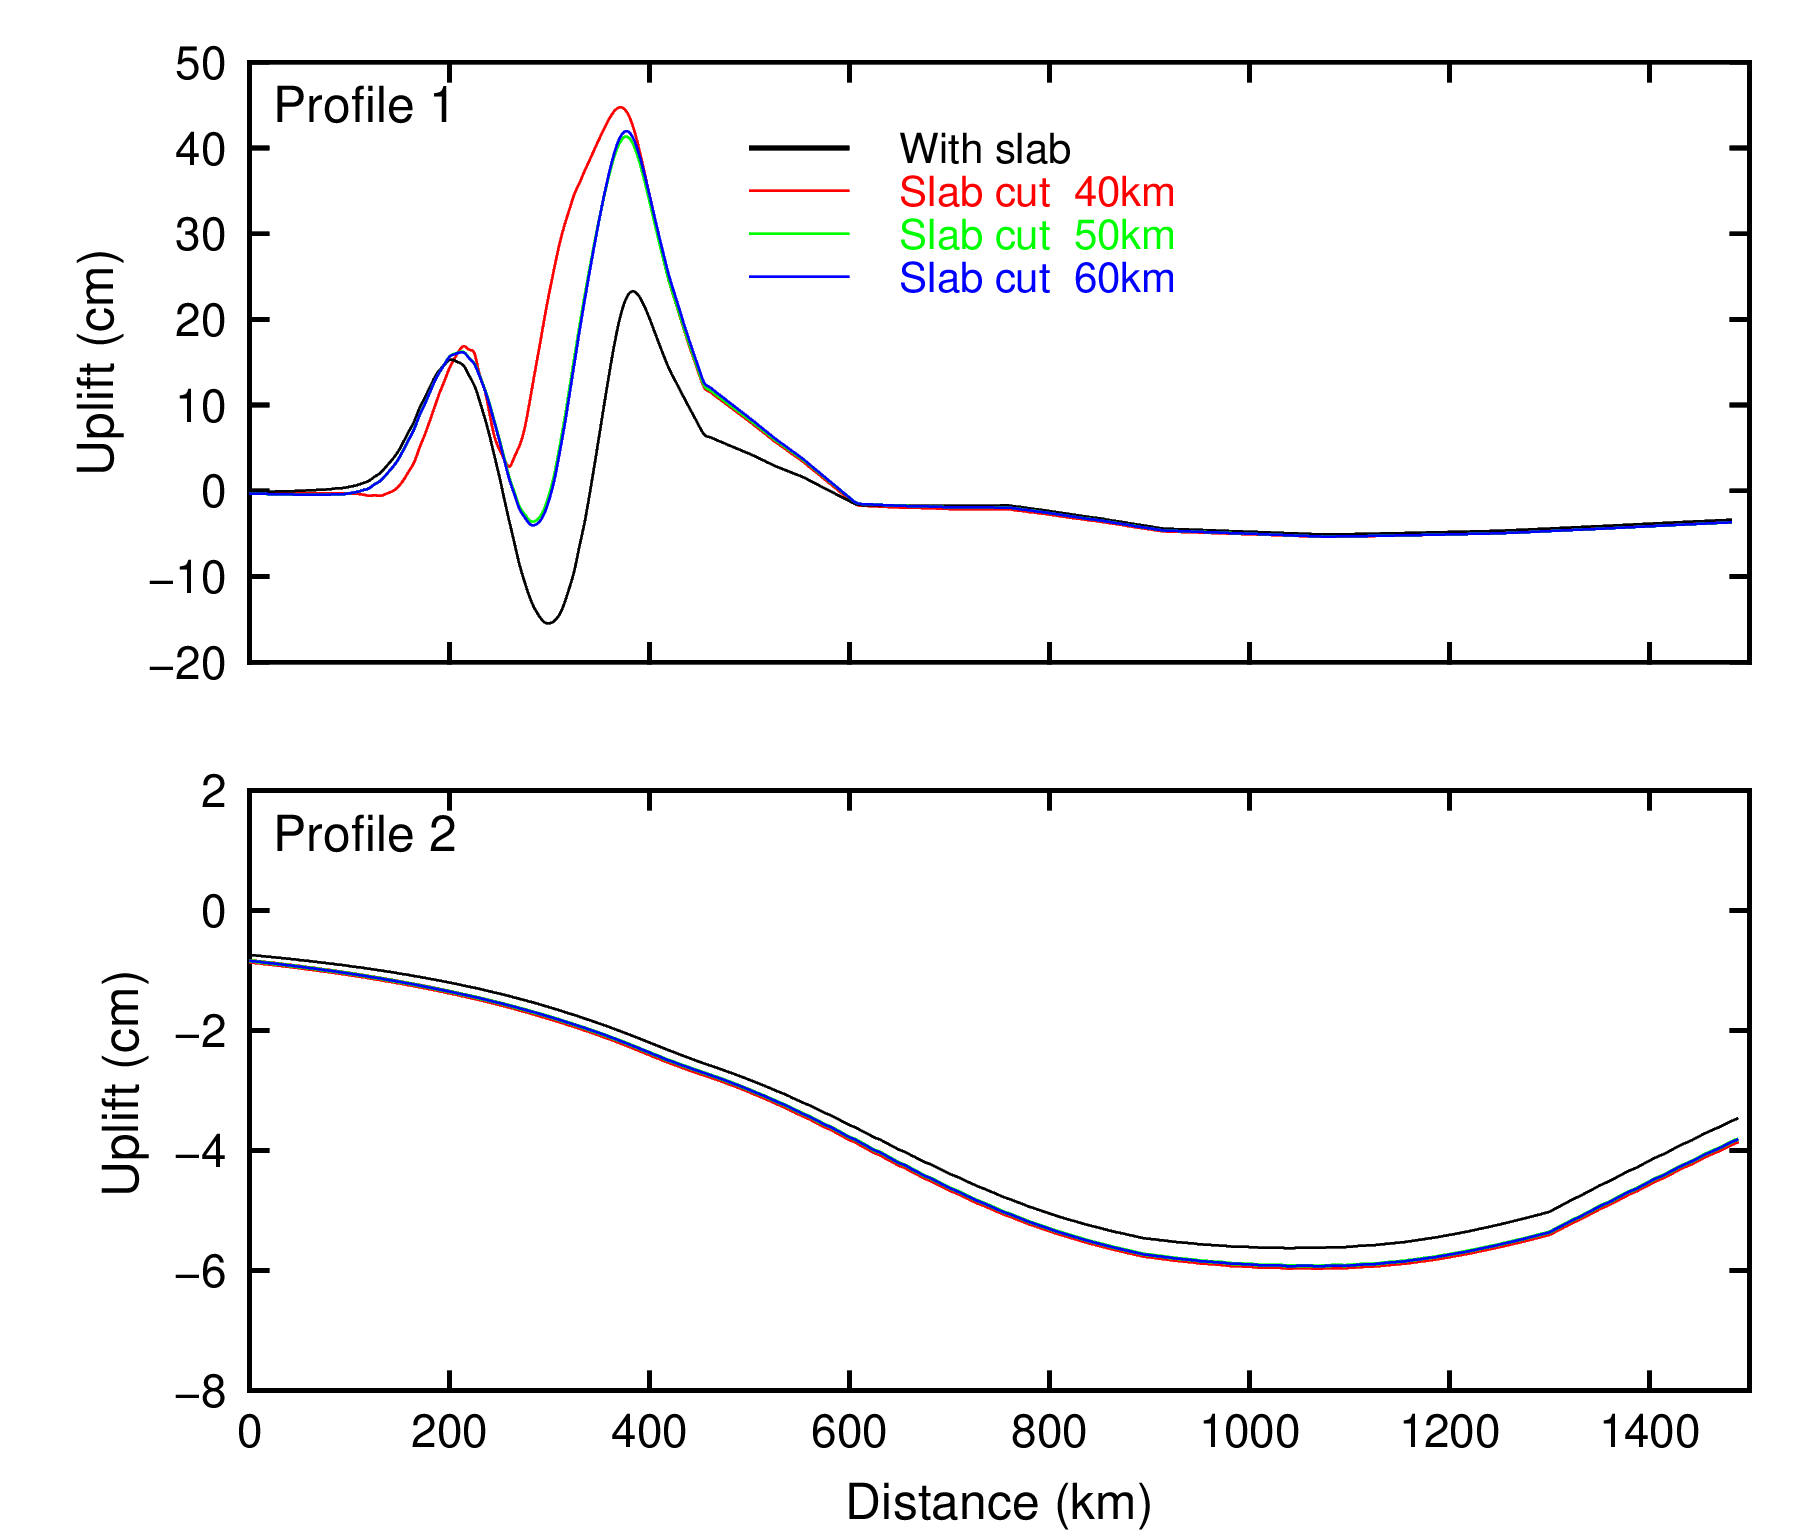 50
Profile 1
40
With slab
Slab cut 40km
30
Slab cut 50km
Slab cut 60km
20
10
0
−10
−20
Uplift (cm)
2
Profile 2
0
−2
−4
−6
−8
Uplift (cm)
0 200 400 600 800 1000 1200 1400
Distance (km)